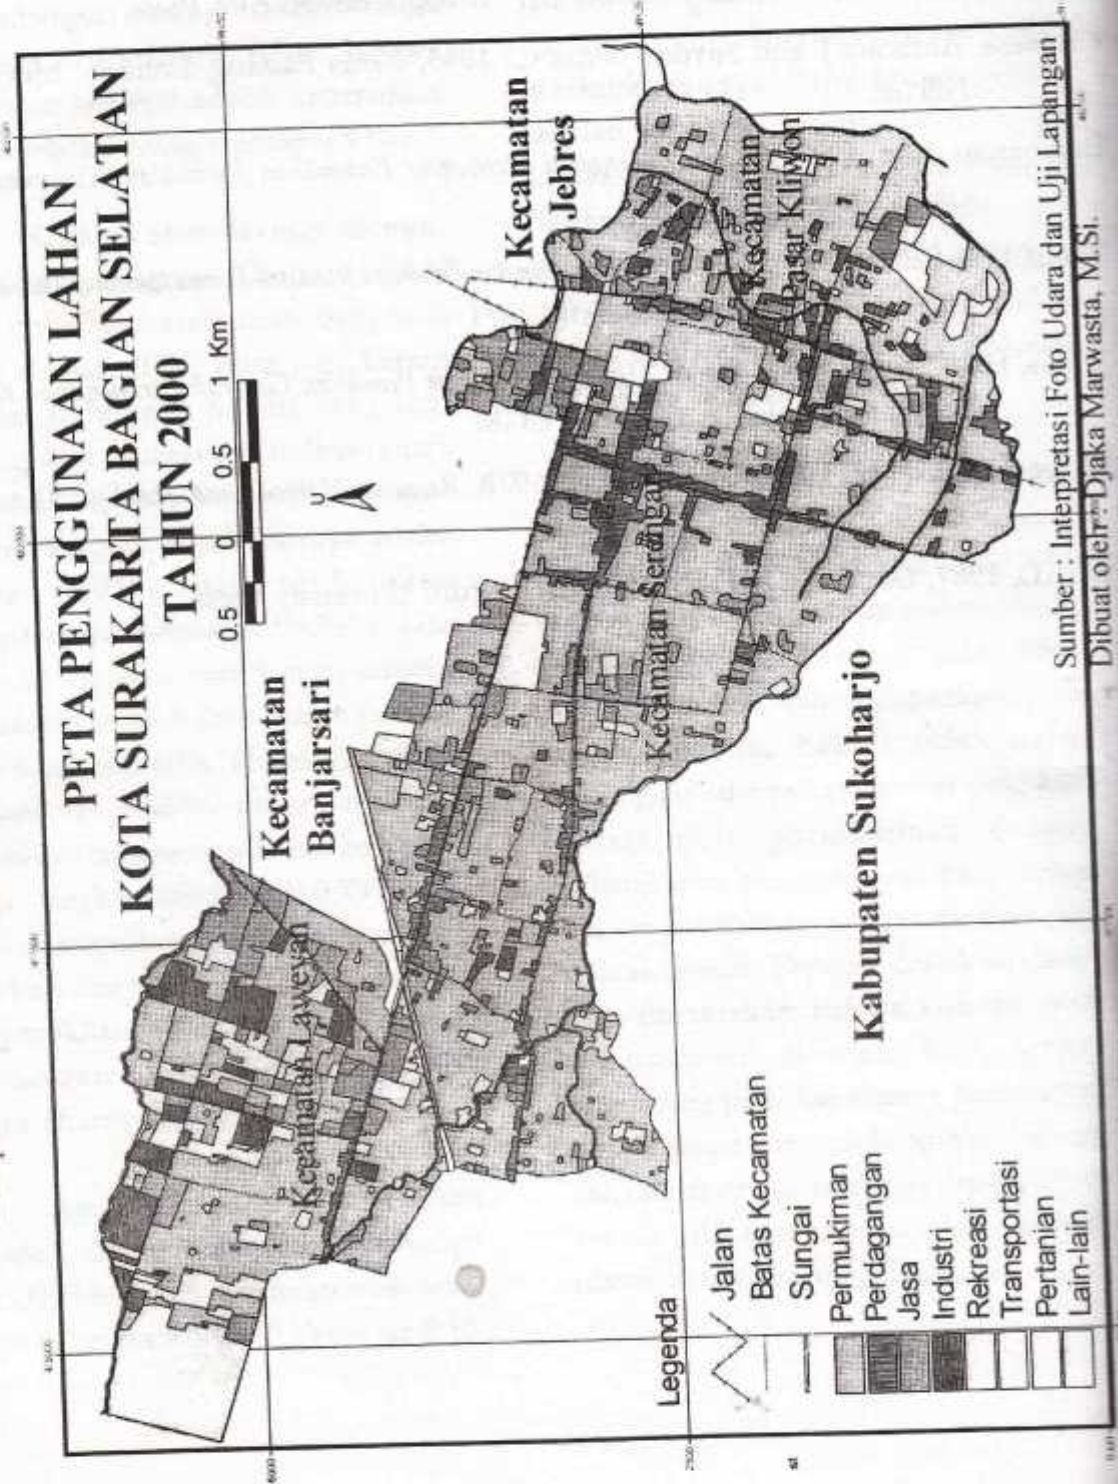 PETA PENGGUNAAN LAHAN
KOTA SURAKARTA BAGIAN SELATAN
TAHUN 2000
0.5 0 0.5 1 Km
U
Kecamatan
Jebres
Kecamatan
Banjarsari
Kecamatan
Pasar Kliwon
Kecamatan Serengan
Kecamatan Laweyan
Kabupaten Sukoharjo
Legenda
Jalan
Batas Kecamatan
Sungai
Permukiman
Perdagangan
Jasa
Industri
Rekreasi
Transportasi
Pertanian
Lain-lain
Sumber : Interpretasi Foto Udara dan Uji Lapangan
Dibuat oleh : Djaka Marwasta, M.Si.